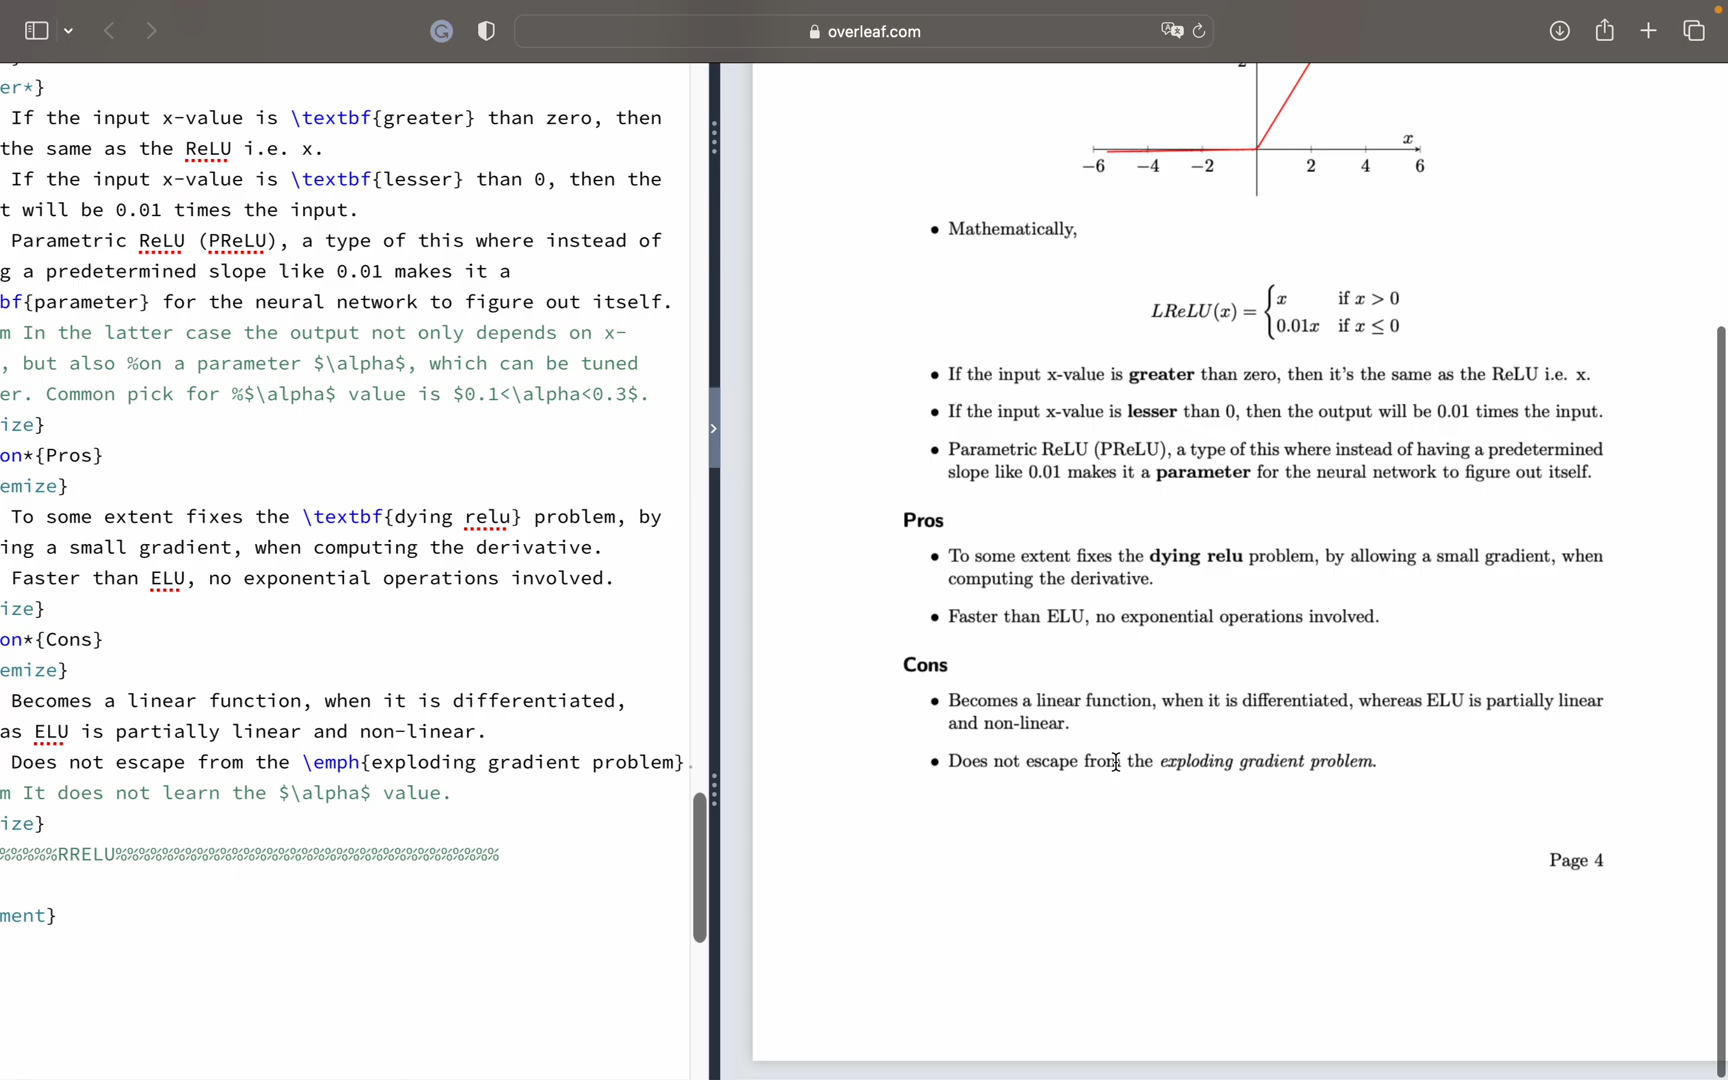 overleaf.com
er*}
If the input x-value is \textbf{greater} than zero, then
the same as the ReLU i.e. x.
If the input x-value is \textbf{lesser} than 0, then the
t will be 0.01 times the input.
Parametric ReLU (PReLU), a type of this where instead of
g a predetermined slope like 0.01 makes it a
bf{parameter} for the neural network to figure out itself.
m In the latter case the output not only depends on x-
, but also %on a parameter $\alpha$, which can be tuned
er. Common pick for %$\alpha$ value is $0.1<\alpha<0.3$.
ize}
on*{Pros}
emize}
To some extent fixes the \textbf{dying relu} problem, by
ing a small gradient, when computing the derivative.
Faster than ELU, no exponential operations involved.
ize}
on*{Cons}
emize}
Becomes a linear function, when it is differentiated,
as ELU is partially linear and non-linear.
Does not escape from the \emph{exploding gradient problem}.
m It does not learn the $\alpha$ value.
ize}
%%%%%RRELU%%%%%%%%%%%%%%%%%%%%%%%%%%%%%%%%%
ment}
2
x
−6 −4 −2 2 4 6
• Mathematically,
LReLU(x) = {x if x > 0
0.01x if x ≤ 0
• If the input x-value is greater than zero, then it's the same as the ReLU i.e. x.
• If the input x-value is lesser than 0, then the output will be 0.01 times the input.
• Parametric ReLU (PReLU), a type of this where instead of having a predetermined
slope like 0.01 makes it a parameter for the neural network to figure out itself.
Pros
• To some extent fixes the dying relu problem, by allowing a small gradient, when
computing the derivative.
• Faster than ELU, no exponential operations involved.
Cons
• Becomes a linear function, when it is differentiated, whereas ELU is partially linear
and non-linear.
• Does not escape from the exploding gradient problem.
Page 4